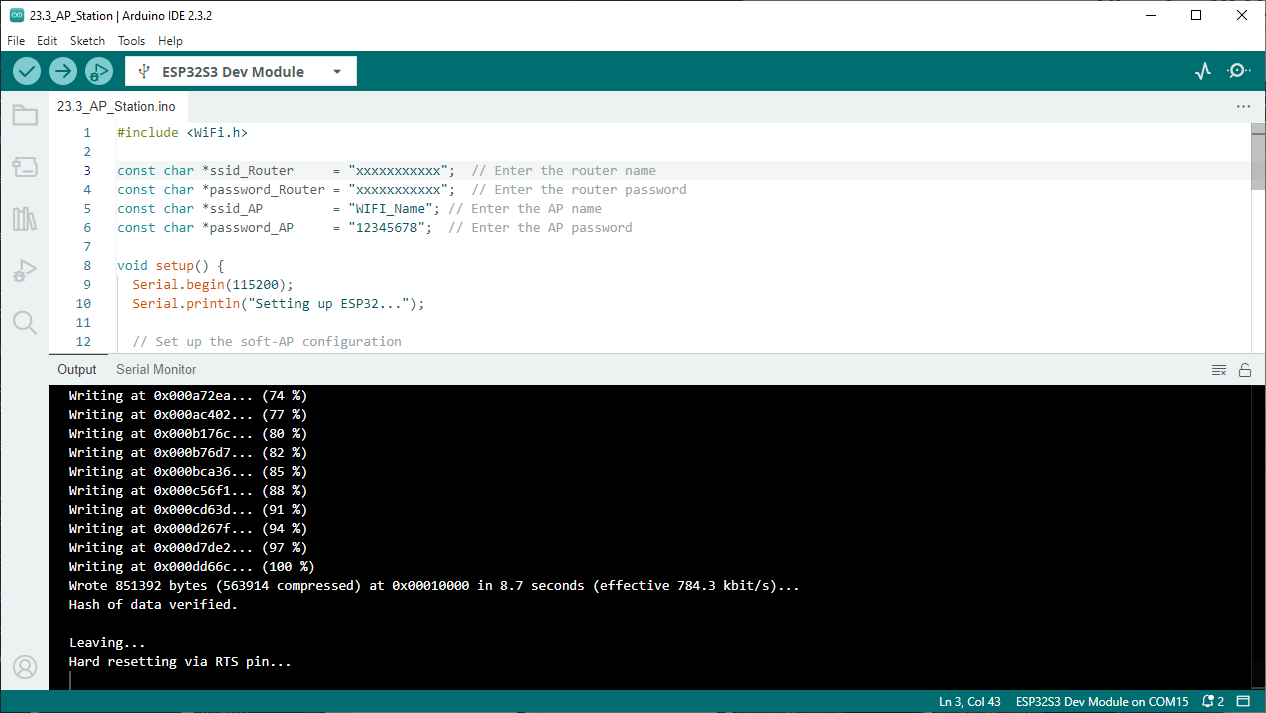 23.3_AP_Station | Arduino IDE 2.3.2
File Edit Sketch Tools Help
ESP32S3 Dev Module
23.3_AP_Station.ino
1 #include <WiFi.h>
2
3 const char *ssid_Router     = "xxxxxxxxxxx";  // Enter the router name
4 const char *password_Router = "xxxxxxxxxxx";  // Enter the router password
5 const char *ssid_AP         = "WIFI_Name"; // Enter the AP name
6 const char *password_AP     = "12345678";  // Enter the AP password
7
8 void setup() {
9   Serial.begin(115200);
10   Serial.println("Setting up ESP32...");
11
12   // Set up the soft-AP configuration
Output Serial Monitor
Writing at 0x000a72ea... (74 %)
Writing at 0x000ac402... (77 %)
Writing at 0x000b176c... (80 %)
Writing at 0x000b76d7... (82 %)
Writing at 0x000bca36... (85 %)
Writing at 0x000c56f1... (88 %)
Writing at 0x000cd63d... (91 %)
Writing at 0x000d267f... (94 %)
Writing at 0x000d7de2... (97 %)
Writing at 0x000dd66c... (100 %)
Wrote 851392 bytes (563914 compressed) at 0x00010000 in 8.7 seconds (effective 784.3 kbit/s)...
Hash of data verified.
Leaving...
Hard resetting via RTS pin...
Ln 3, Col 43 ESP32S3 Dev Module on COM15 2